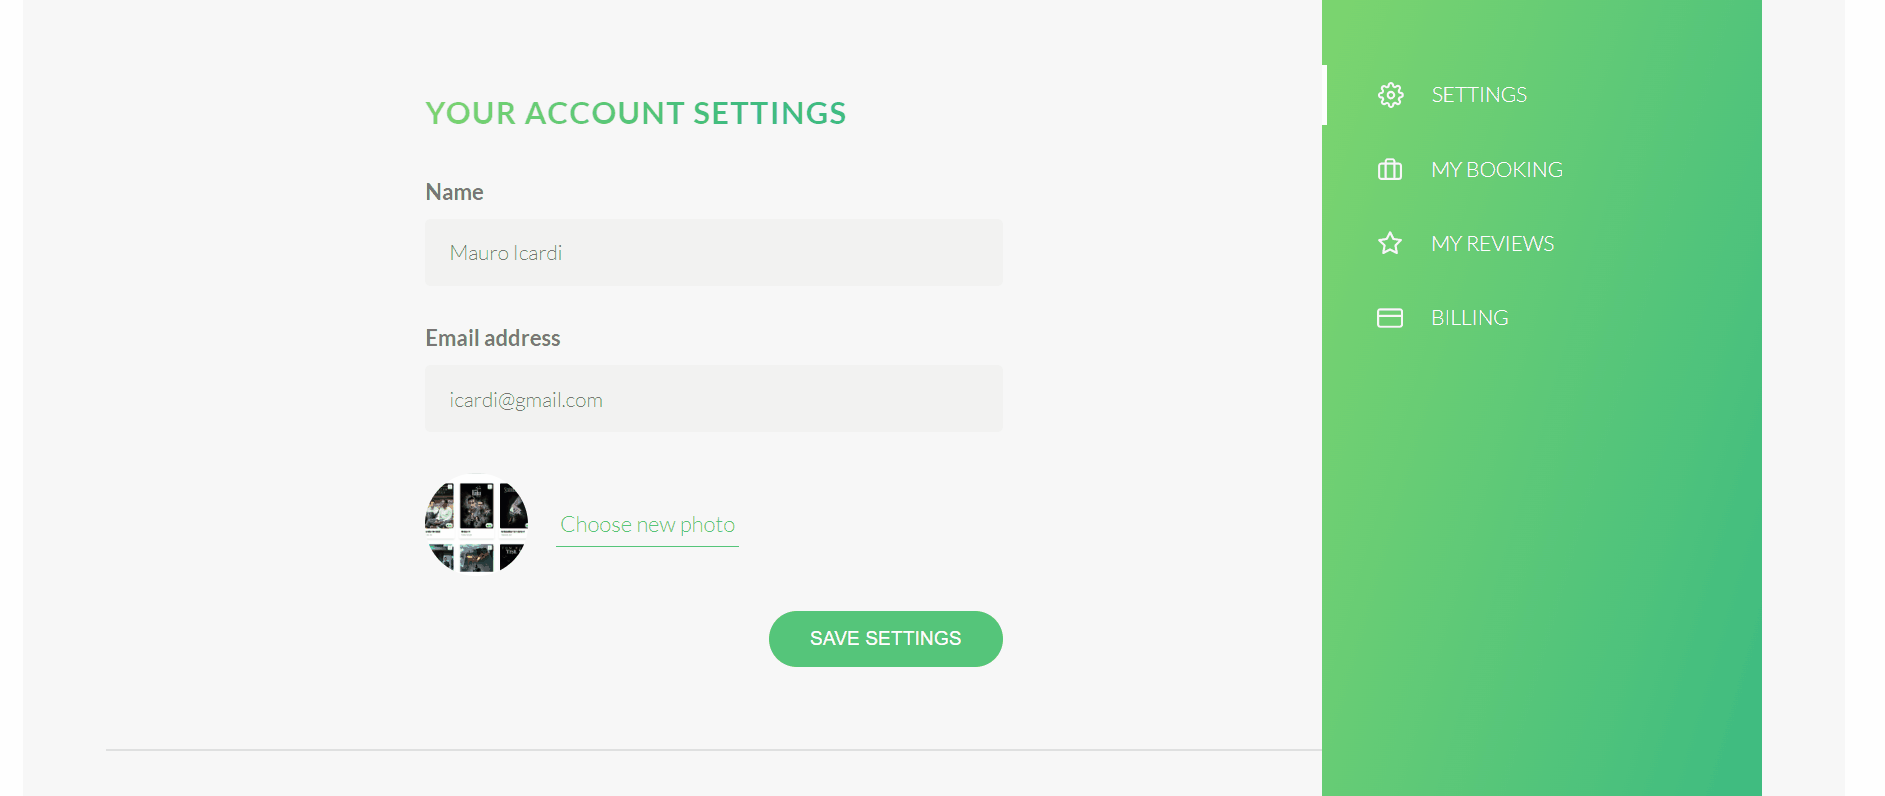 YOUR ACCOUNT SETTINGS
Name
Mauro Icardi
Email address
icardi@gmail.com
Choose new photo
SAVE SETTINGS
SETTINGS
MY BOOKING
MY REVIEWS
BILLING